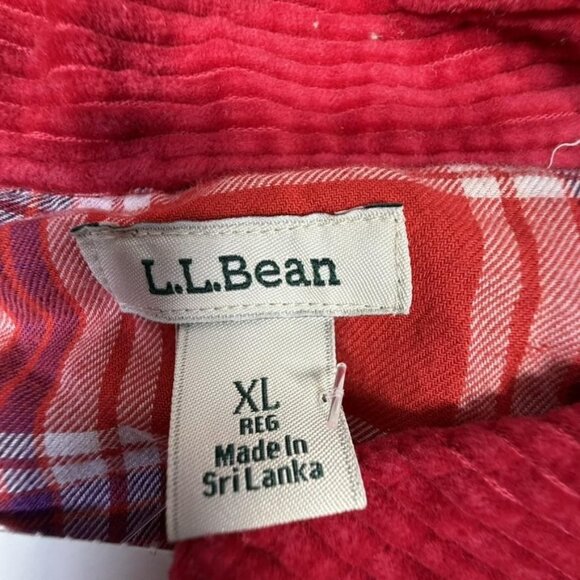 L.L.Bean
XL
REG
Made In
Sri Lanka